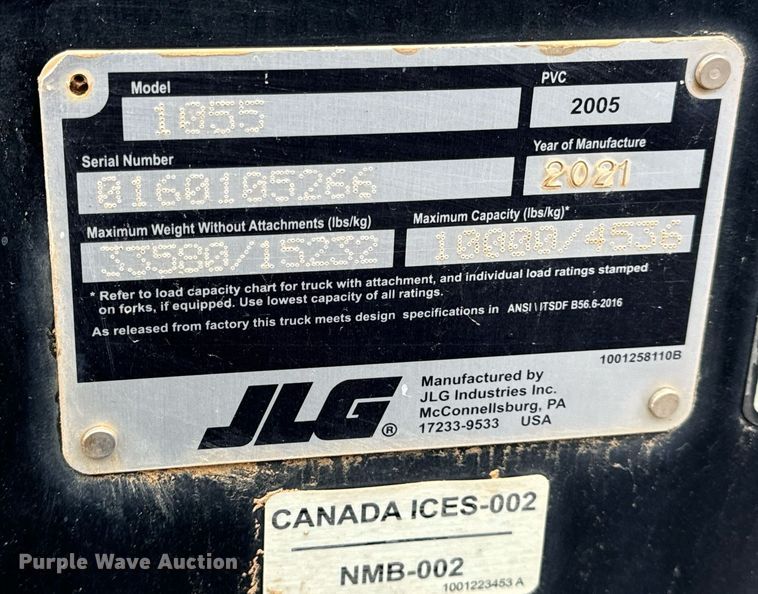 Model
1055
PVC
2005
Serial Number
0160105266
Year of Manufacture
2021
Maximum Weight Without Attachments (lbs/kg)
33580/15232
Maximum Capacity (lbs/kg)*
10000/4536
* Refer to load capacity chart for truck with attachment, and individual load ratings stamped
on forks, if equipped. Use lowest capacity of all ratings.
As released from factory this truck meets design specifications in ANSI \ ITSDF B56.6-2016
1001258110B
JLG®
Manufactured by
JLG Industries Inc.
McConnellsburg, PA
17233-9533 USA
CANADA ICES-002
NMB-002
1001223453 A
Purple Wave Auction